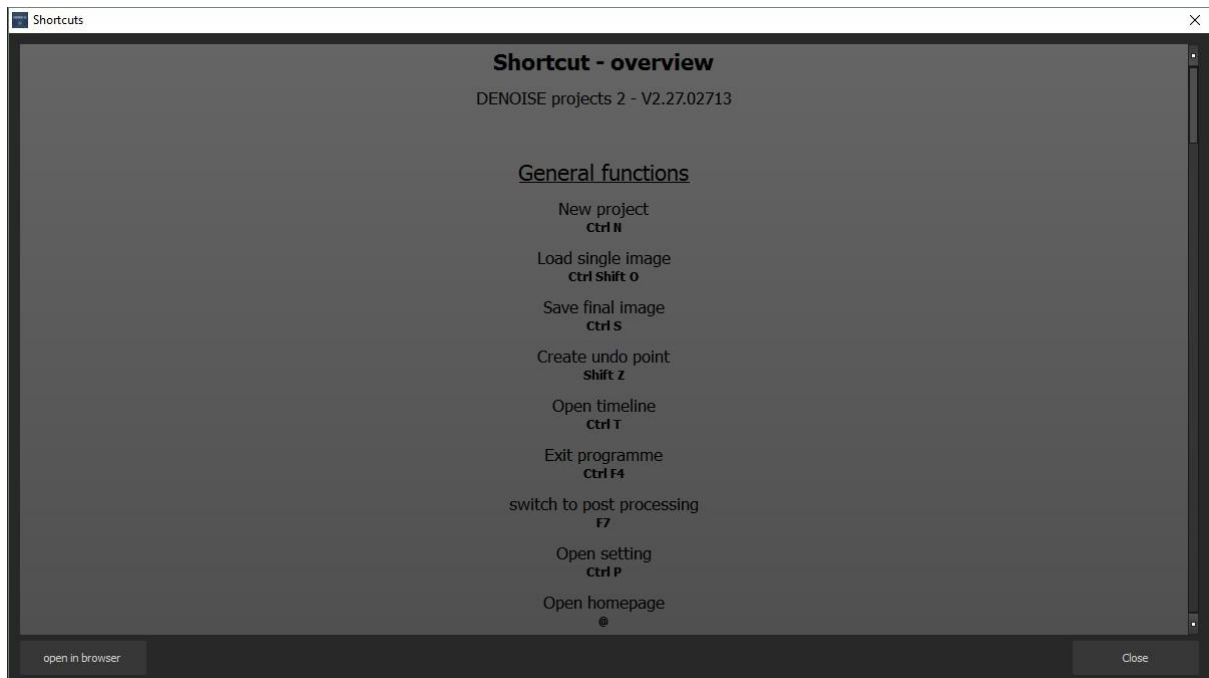 Shortcuts
Shortcut - overview
DENOISE projects 2 - V2.27.02713
General functions
New project
Ctrl N
Load single image
Ctrl Shift O
Save final image
Ctrl S
Create undo point
Shift Z
Open timeline
Ctrl T
Exit programme
Ctrl F4
switch to post processing
F7
Open setting
Ctrl P
Open homepage
@
open in browser
Close